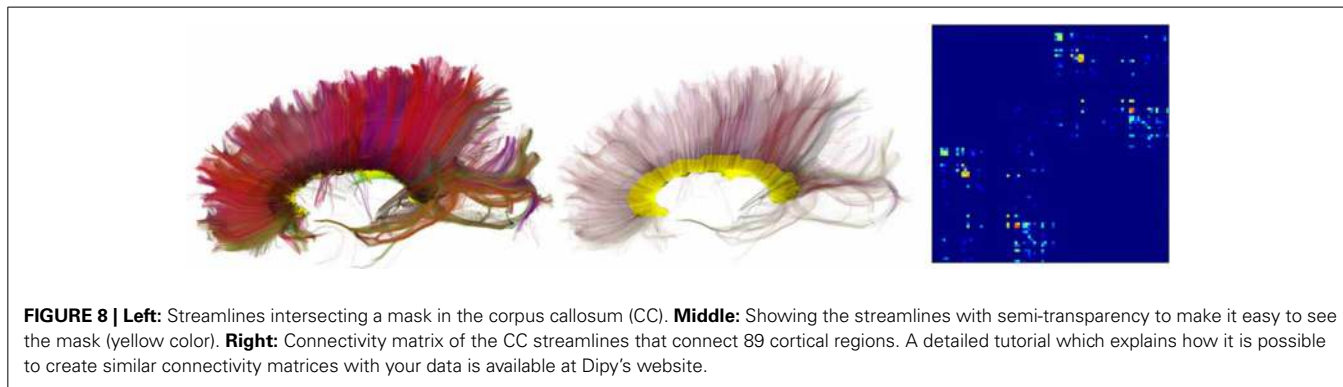 FIGURE 8 | Left: Streamlines intersecting a mask in the corpus callosum (CC). Middle: Showing the streamlines with semi-transparency to make it easy to see
the mask (yellow color). Right: Connectivity matrix of the CC streamlines that connect 89 cortical regions. A detailed tutorial which explains how it is possible
to create similar connectivity matrices with your data is available at Dipy's website.